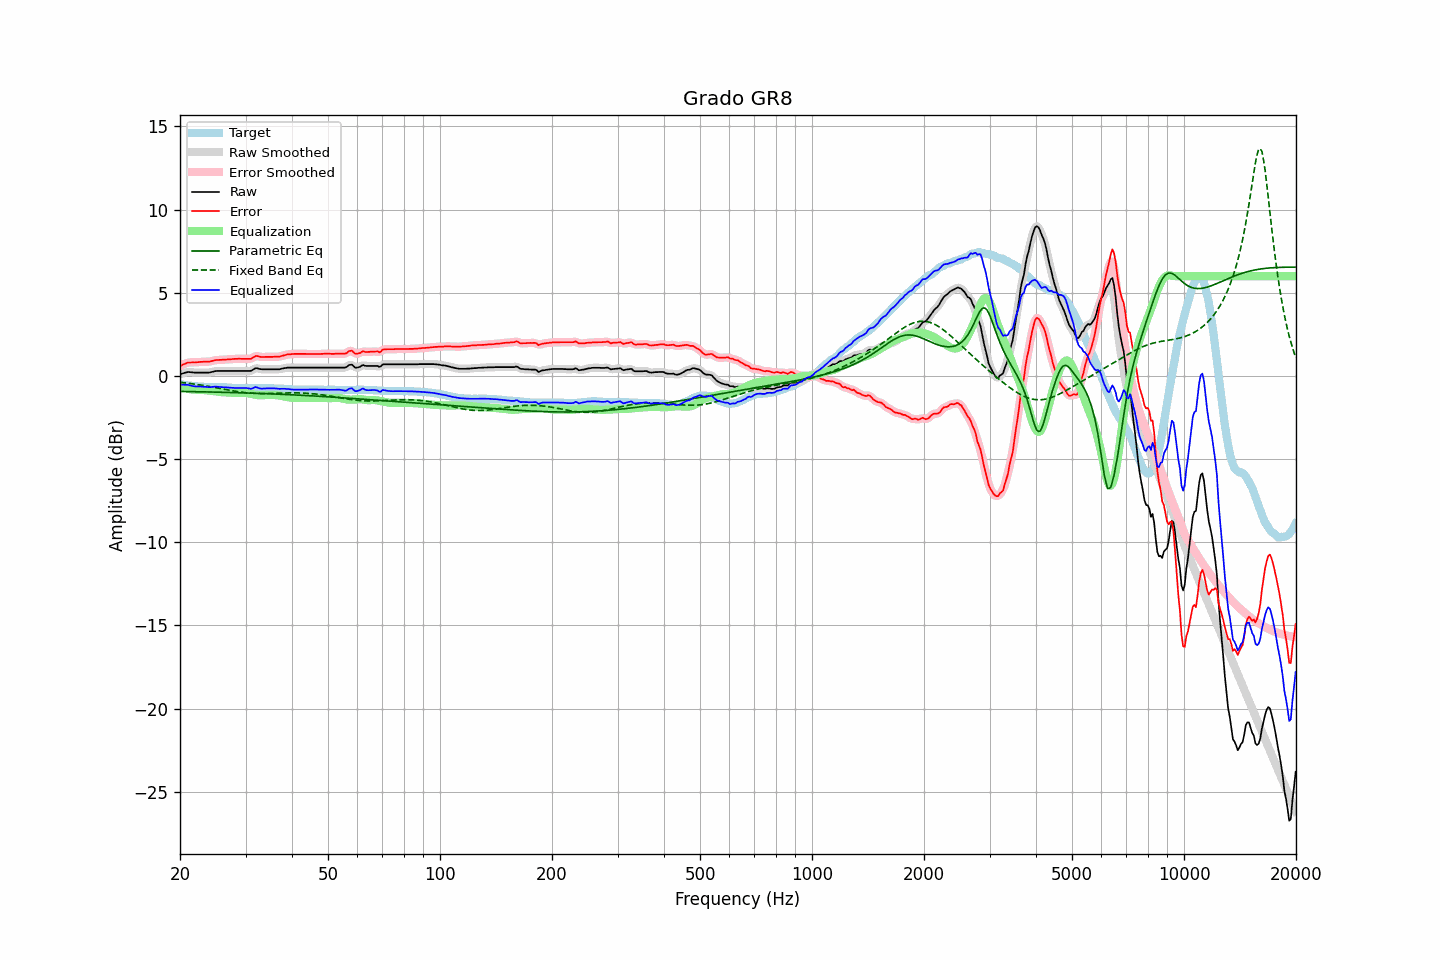 Grado GR8
Target
Raw Smoothed
Error Smoothed
Raw
Error
Equalization
Parametric Eq
Fixed Band Eq
Equalized
15
10
5
0
−5
−10
−15
−20
−25
Amplitude (dBr)
20
50
100
200
500
1000
2000
5000
10000
20000
Frequency (Hz)